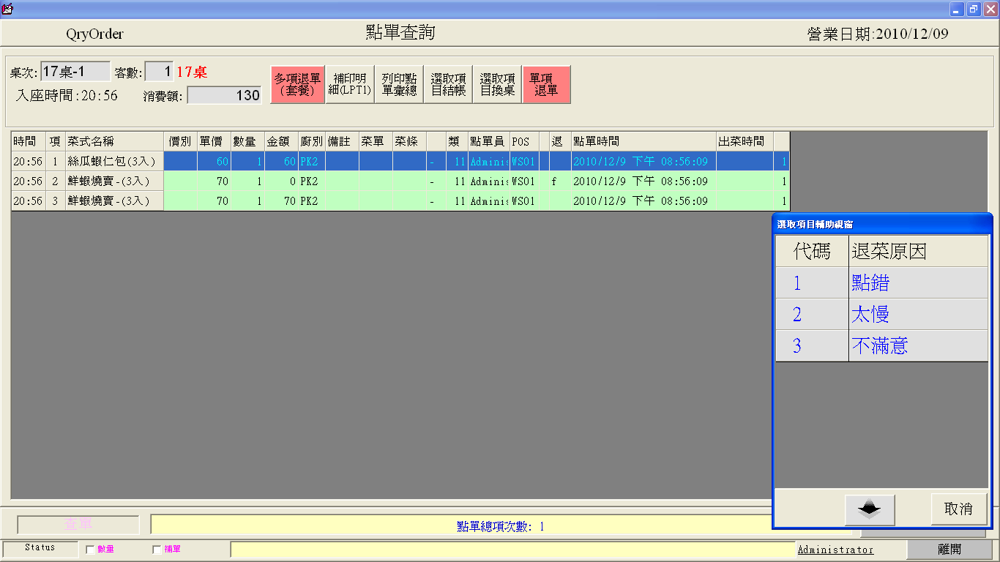 QryOrder 點單查詢 營業日期:2010/12/09
桌次: 17桌-1 客數: 1 17桌
入座時間:20:56 消費額: 130
多項退單
(套餐)
補印明
細(LPT1)
列印點
單彙總
選取項
目結帳
選取項
目換桌
單項
退單
時間 項 菜式名稱 價別 單價 數量 金額 廚別 備註 菜單 菜條 類 點單員 POS 退 點單時間 出菜時間
20:56 1 絲瓜蝦仁包(3入) 60 1 60 PK2 - 11 Adminis WS01 2010/12/9 下午 08:56:09 1
20:56 2 鮮蝦燒賣-(3入) 70 1 0 PK2 - 11 Adminis WS01 f 2010/12/9 下午 08:56:09 1
20:56 3 鮮蝦燒賣-(3入) 70 1 70 PK2 - 11 Adminis WS01 2010/12/9 下午 08:56:09 1
選取項目輔助視窗
代碼 退菜原因
1 點錯
2 太慢
3 不滿意
取消
查單 點單總項次數: 1
Status 數量 補單 Administrator 離開